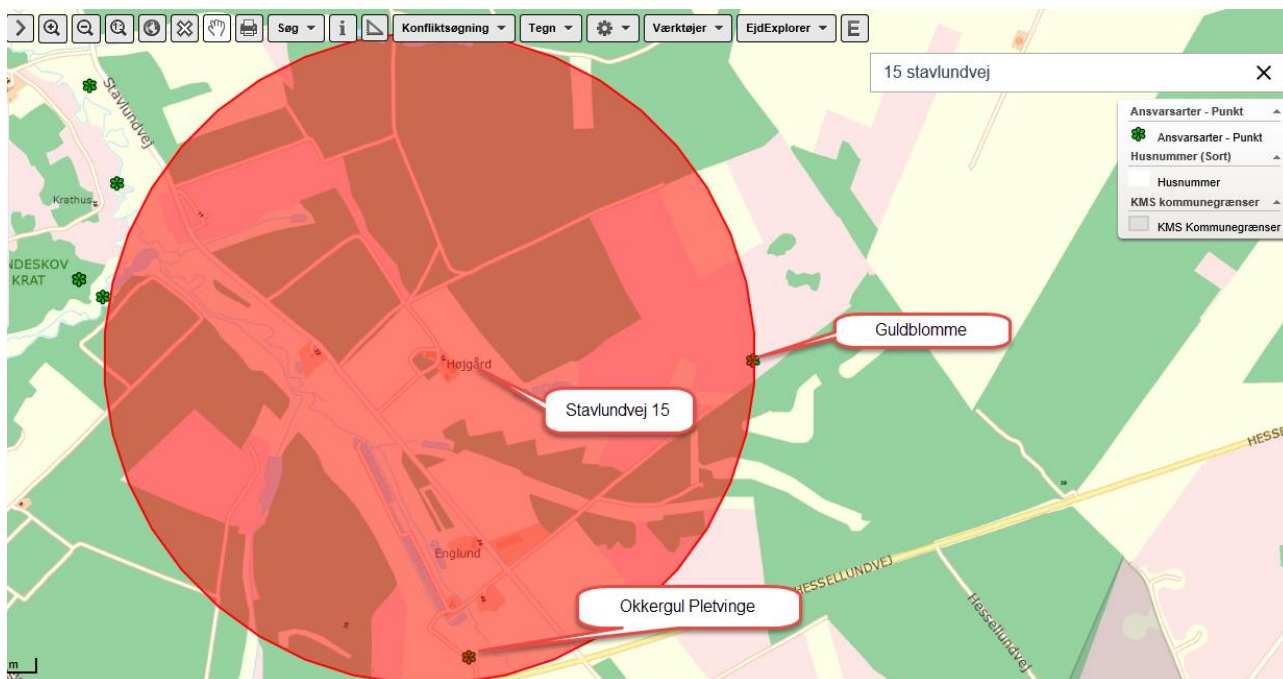 Søg
i
Konfliktsøgning
Tegn
Værktøjer
EjdExplorer
E
15 stavlundvej
Ansvarsarter - Punkt
Ansvarsarter - Punkt
Husnummer (Sort)
Husnummer
KMS kommunegrænser
KMS Kommunegrænser
Stavlundvej
Krathus
NDESKOV
KRAT
Guldblomme
Højgård
Stavlundvej 15
HESSE
Englund
HESSELLUNDVEJ
Okkergul Pletvinge
Hessellundvej
m